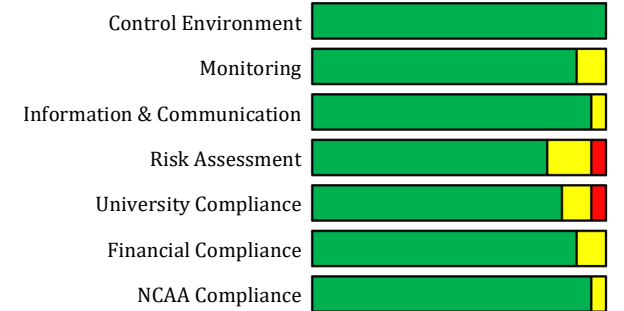 Control Environment
Monitoring
Information & Communication
Risk Assessment
University Compliance
Financial Compliance
NCAA Compliance